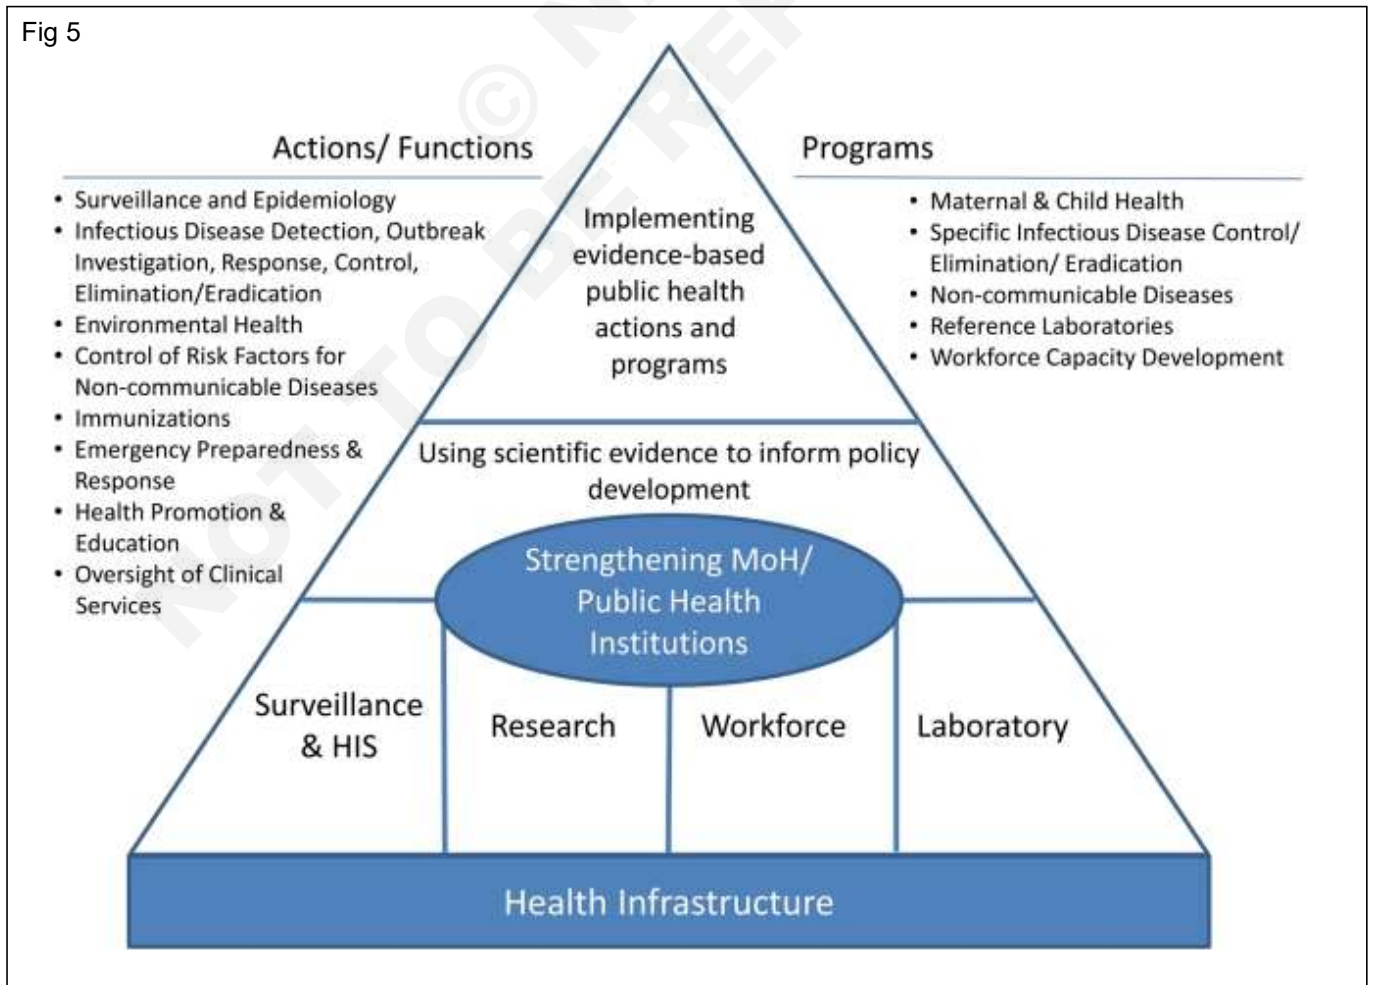 Fig 5
Actions/ Functions
• Surveillance and Epidemiology
• Infectious Disease Detection, Outbreak
Investigation, Response, Control,
Elimination/Eradication
• Environmental Health
• Control of Risk Factors for
Non-communicable Diseases
• Immunizations
• Emergency Preparedness &
Response
• Health Promotion &
Education
• Oversight of Clinical
Services
Programs
• Maternal & Child Health
• Specific Infectious Disease Control/
Elimination/ Eradication
• Non-communicable Diseases
• Reference Laboratories
• Workforce Capacity Development
Implementing
evidence-based
public health
actions and
programs
Using scientific evidence to inform policy
development
Strengthening MoH/
Public Health
Institutions
Surveillance
& HIS
Research
Workforce
Laboratory
Health Infrastructure
©
NOT TO BE